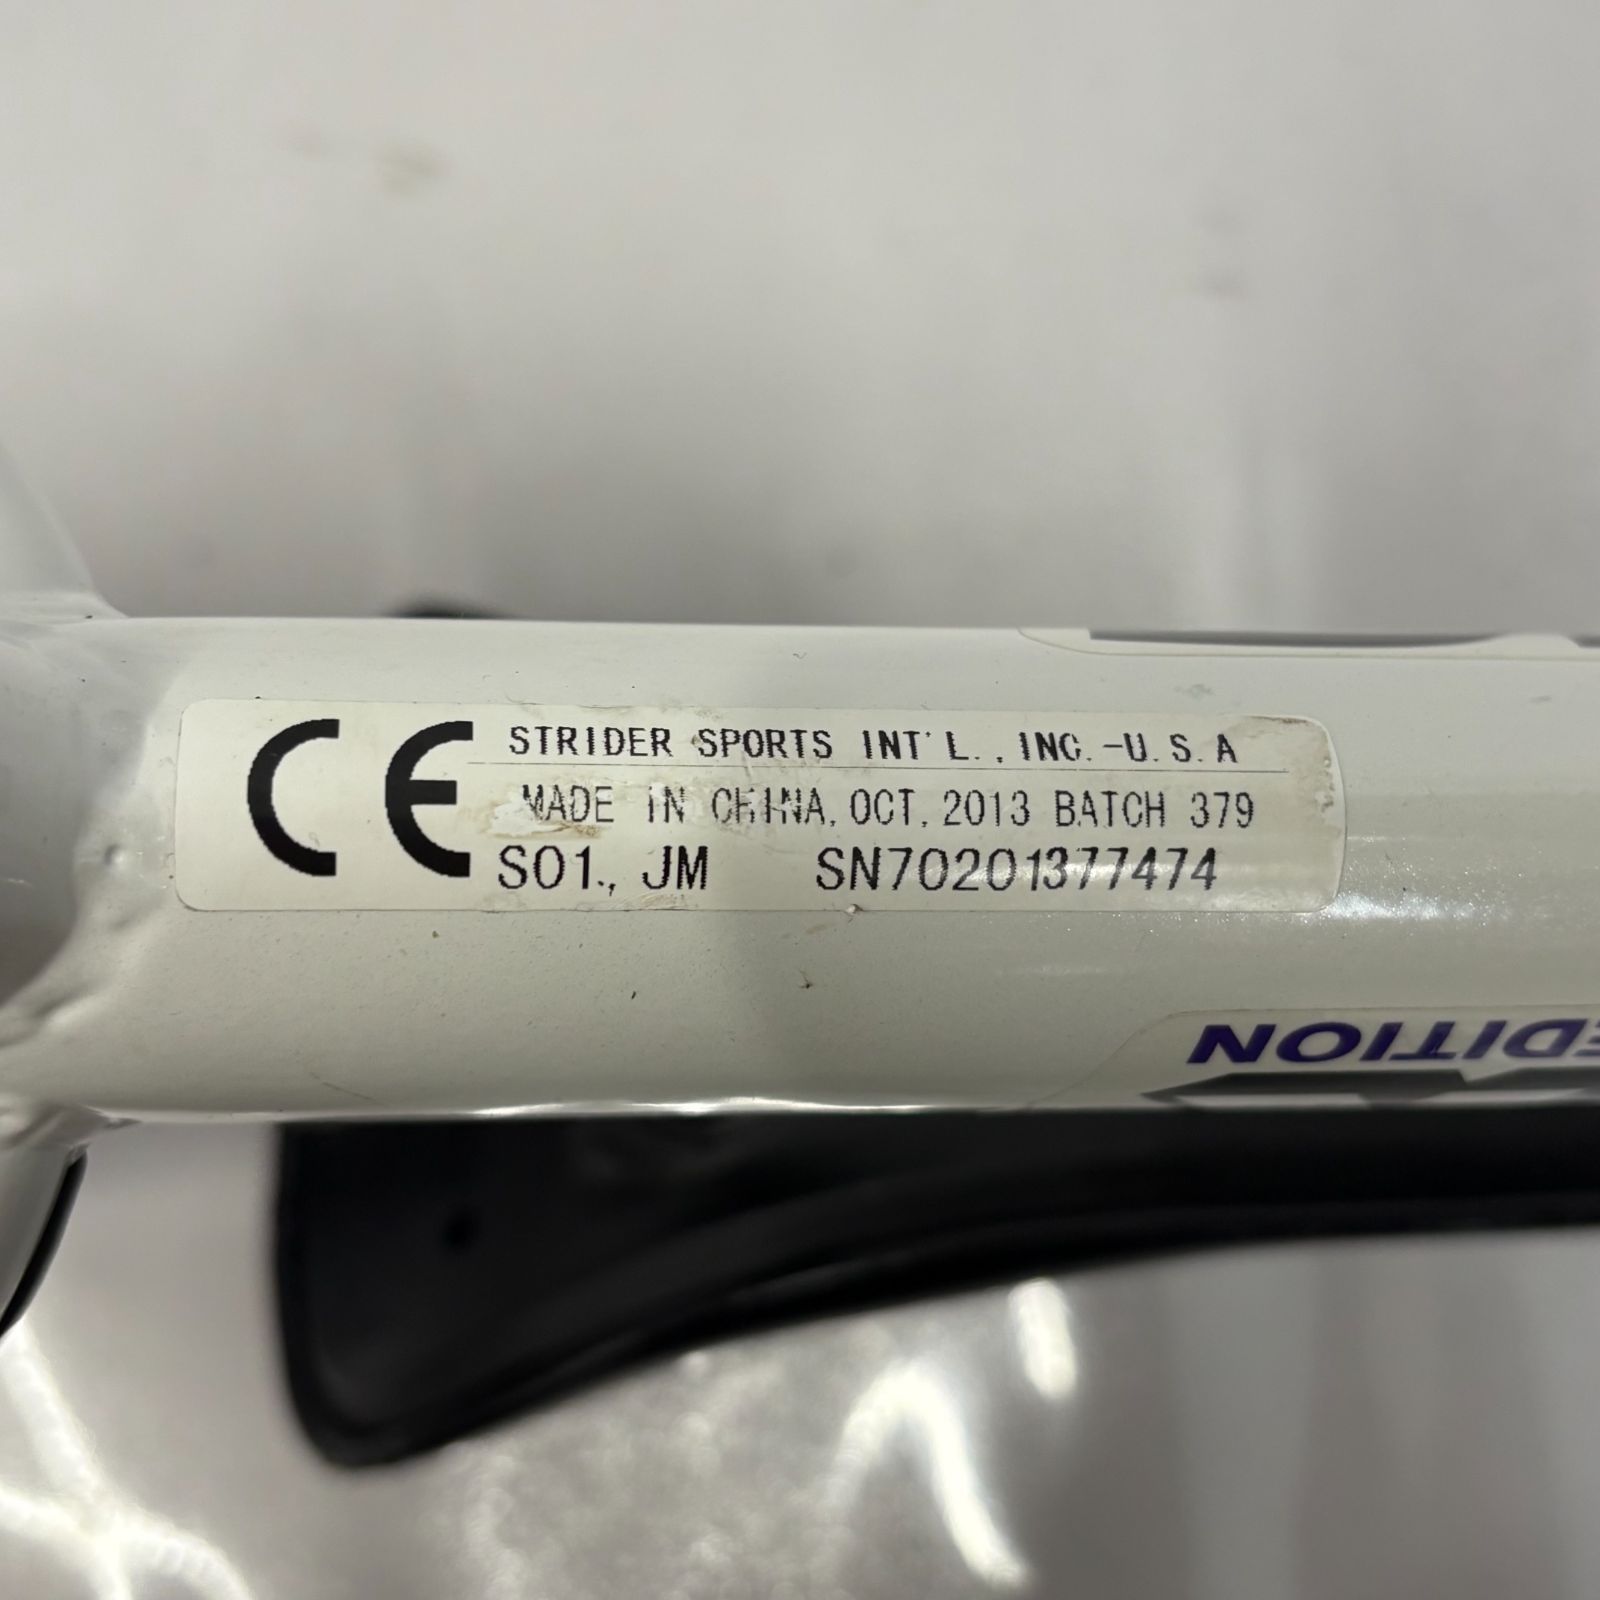 CE
STRIDER SPORTS INT'L., INC.-U.S.A
MADE IN CHINA, OCT, 2013 BATCH 379
S01., JM SN70201377474
EDITION